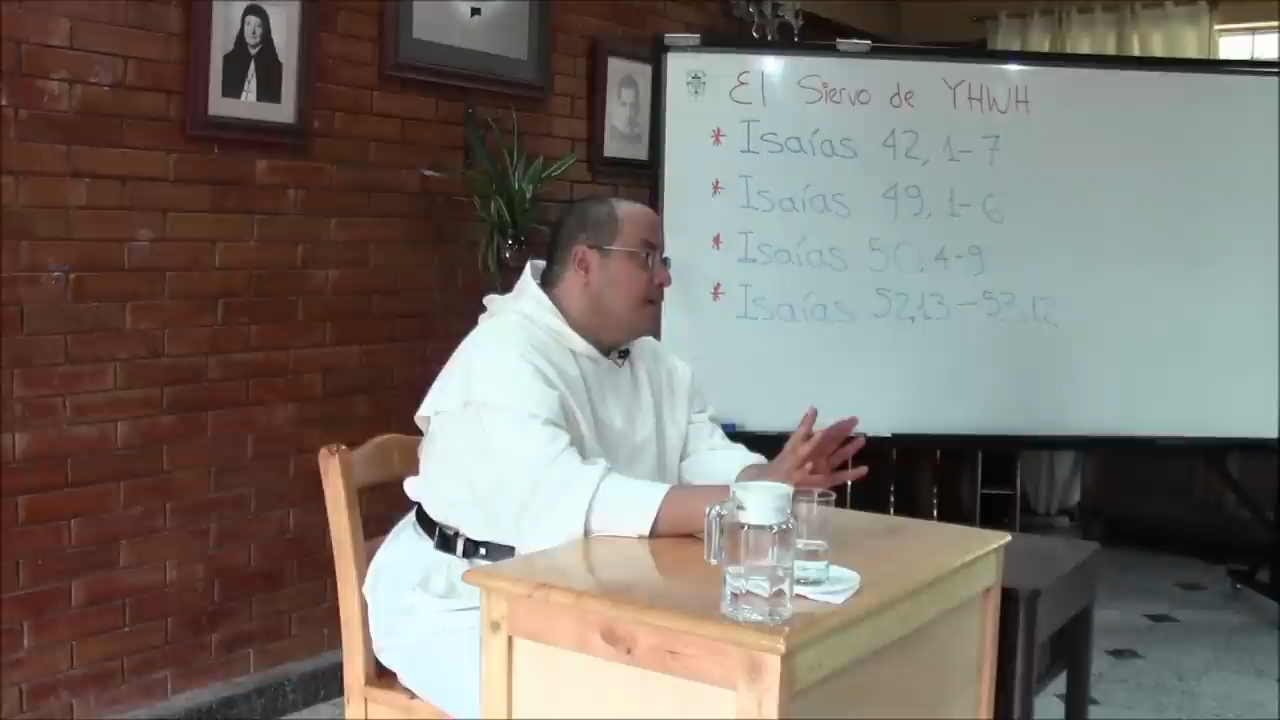 El Siervo de YHWH
* Isaías 42, 1-7
* Isaías 49, 1-6
* Isaías 50, 4-9
* Isaías 52,13-53,12